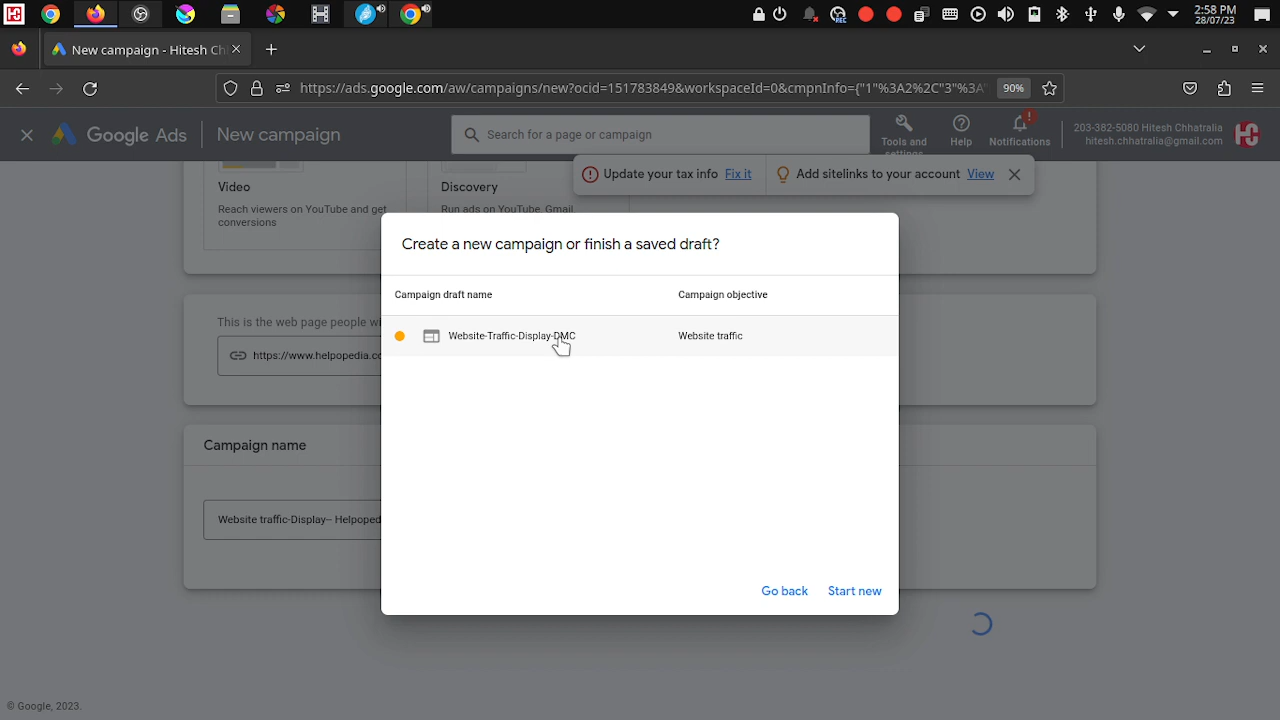 2:58 PM
28/07/23
REC
New campaign - Hitesh Ch
https://ads.google.com/aw/campaigns/new?ocid=151783849&workspaceId=0&cmpnInfo={"1"%3A2%2C"3"%3A
90%
Google Ads
New campaign
Search for a page or campaign
Tools and
settings
Help
Notifications
203-382-5080 Hitesh Chhatralia
hitesh.chhatralia@gmail.com
HC
Update your tax info Fix it
Add sitelinks to your account View
Video
Reach viewers on YouTube and get
conversions
Discovery
Run ads on YouTube, Gmail,
Create a new campaign or finish a saved draft?
Campaign draft name
Campaign objective
Website-Traffic-Display-DMC
Website traffic
This is the web page people wi
https://www.helpopedia.co
Campaign name
Website traffic-Display– Helpoped
Go back
Start new
© Google, 2023.